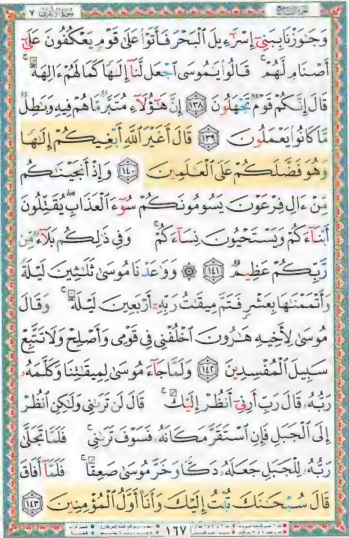 سورة الأعراف ٧
وَجَٰوَزْنَا بِبَنِىٓ إِسْرَٰٓءِيلَ ٱلْبَحْرَ فَأَتَوْا۟ عَلَىٰ قَوْمٍ يَعْكُفُونَ عَلَىٰٓ
أَصْنَامٍ لَّهُمْ ۚ قَالُوا۟ يَٰمُوسَى ٱجْعَل لَّنَآ إِلَٰهًا كَمَا لَهُمْ ءَالِهَةٌ ۚ
قَالَ إِنَّكُمْ قَوْمٌ تَجْهَلُونَ ١٣٨ إِنَّ هَٰٓؤُلَآءِ مُتَبَّرٌ مَّا هُمْ فِيهِ وَبَٰطِلٌ
مَّا كَانُوا۟ يَعْمَلُونَ ١٣٩ قَالَ أَغَيْرَ ٱللَّهِ أَبْغِيكُمْ إِلَٰهًا
وَهُوَ فَضَّلَكُمْ عَلَى ٱلْعَٰلَمِينَ ١٤٠ وَإِذْ أَنجَيْنَٰكُم
مِّنْ ءَالِ فِرْعَوْنَ يَسُومُونَكُمْ سُوٓءَ ٱلْعَذَابِ ۖ يُقَتِّلُونَ
أَبْنَآءَكُمْ وَيَسْتَحْيُونَ نِسَآءَكُمْ ۚ وَفِى ذَٰلِكُم بَلَآءٌ مِّن
رَّبِّكُمْ عَظِيمٌ ١٤١ ۞ وَوَٰعَدْنَا مُوسَىٰ ثَلَٰثِينَ لَيْلَةً
وَأَتْمَمْنَٰهَا بِعَشْرٍ فَتَمَّ مِيقَٰتُ رَبِّهِۦٓ أَرْبَعِينَ لَيْلَةً ۚ وَقَالَ
مُوسَىٰ لِأَخِيهِ هَٰرُونَ ٱخْلُفْنِى فِى قَوْمِى وَأَصْلِحْ وَلَا تَتَّبِعْ
سَبِيلَ ٱلْمُفْسِدِينَ ١٤٢ وَلَمَّا جَآءَ مُوسَىٰ لِمِيقَٰتِنَا وَكَلَّمَهُۥ
رَبُّهُۥ قَالَ رَبِّ أَرِنِىٓ أَنظُرْ إِلَيْكَ ۚ قَالَ لَن تَرَىٰنِى وَلَٰكِنِ ٱنظُرْ
إِلَى ٱلْجَبَلِ فَإِنِ ٱسْتَقَرَّ مَكَانَهُۥ فَسَوْفَ تَرَىٰنِى ۚ فَلَمَّا تَجَلَّىٰ
رَبُّهُۥ لِلْجَبَلِ جَعَلَهُۥ دَكًّا وَخَرَّ مُوسَىٰ صَعِقًا ۚ فَلَمَّآ أَفَاقَ
قَالَ سُبْحَٰنَكَ تُبْتُ إِلَيْكَ وَأَنَا۠ أَوَّلُ ٱلْمُؤْمِنِينَ ١٤٣
١٦٧